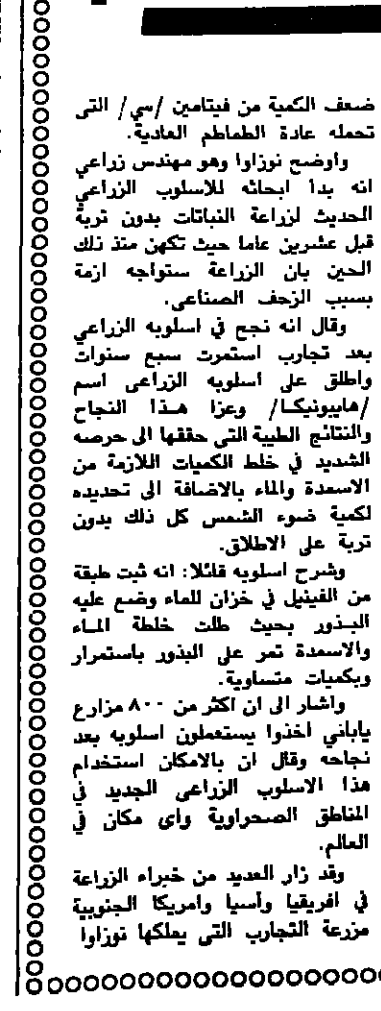 ضعف الكمية من فيتامين /سي/ التى
تحمله عادة الطماطم العادية.
واوضح نوزاوا وهو مهندس زراعي
انه بدا ابحاثه للاسلوب الزراعي
الحديث لزراعة النباتات بدون تربة
قبل عشرين عاما حيث تكهن منذ ذلك
الحين بان الزراعة ستواجه ازمة
بسبب الزحف الصناعى.
وقال انه نجح في اسلوبه الزراعي
بعد تجارب استمرت سبع سنوات
واطلق على اسلوبه الزراعى اسم
/هايبونيكا/ وعزا هذا النجاح
والنتائج الطيبة التى حققها الى حرصه
الشديد في خلط الكميات اللازمة من
الاسمدة والماء بالاضافة الى تحديده
لكمية ضوء الشمس كل ذلك بدون
تربة على الاطلاق.
وشرح اسلوبه قائلا: انه ثبت طبقة
من الفينيل في خزان للماء وضع عليه
البذور بحيث ظلت خلطة الماء
والاسمدة تمر على البذور باستمرار
وبكميات متساوية.
واشار الى ان اكثر من ٨٠٠ مزارع
ياباني اخذوا يستعملون اسلوبه بعد
نجاحه وقال ان بالامكان استخدام
هذا الاسلوب الزراعى الجديد في
المناطق الصحراوية واى مكان في
العالم.
وقد زار العديد من خبراء الزراعة
في افريقيا وآسيا وامريكا الجنوبية
مزرعة التجارب التى يملكها نوزاوا